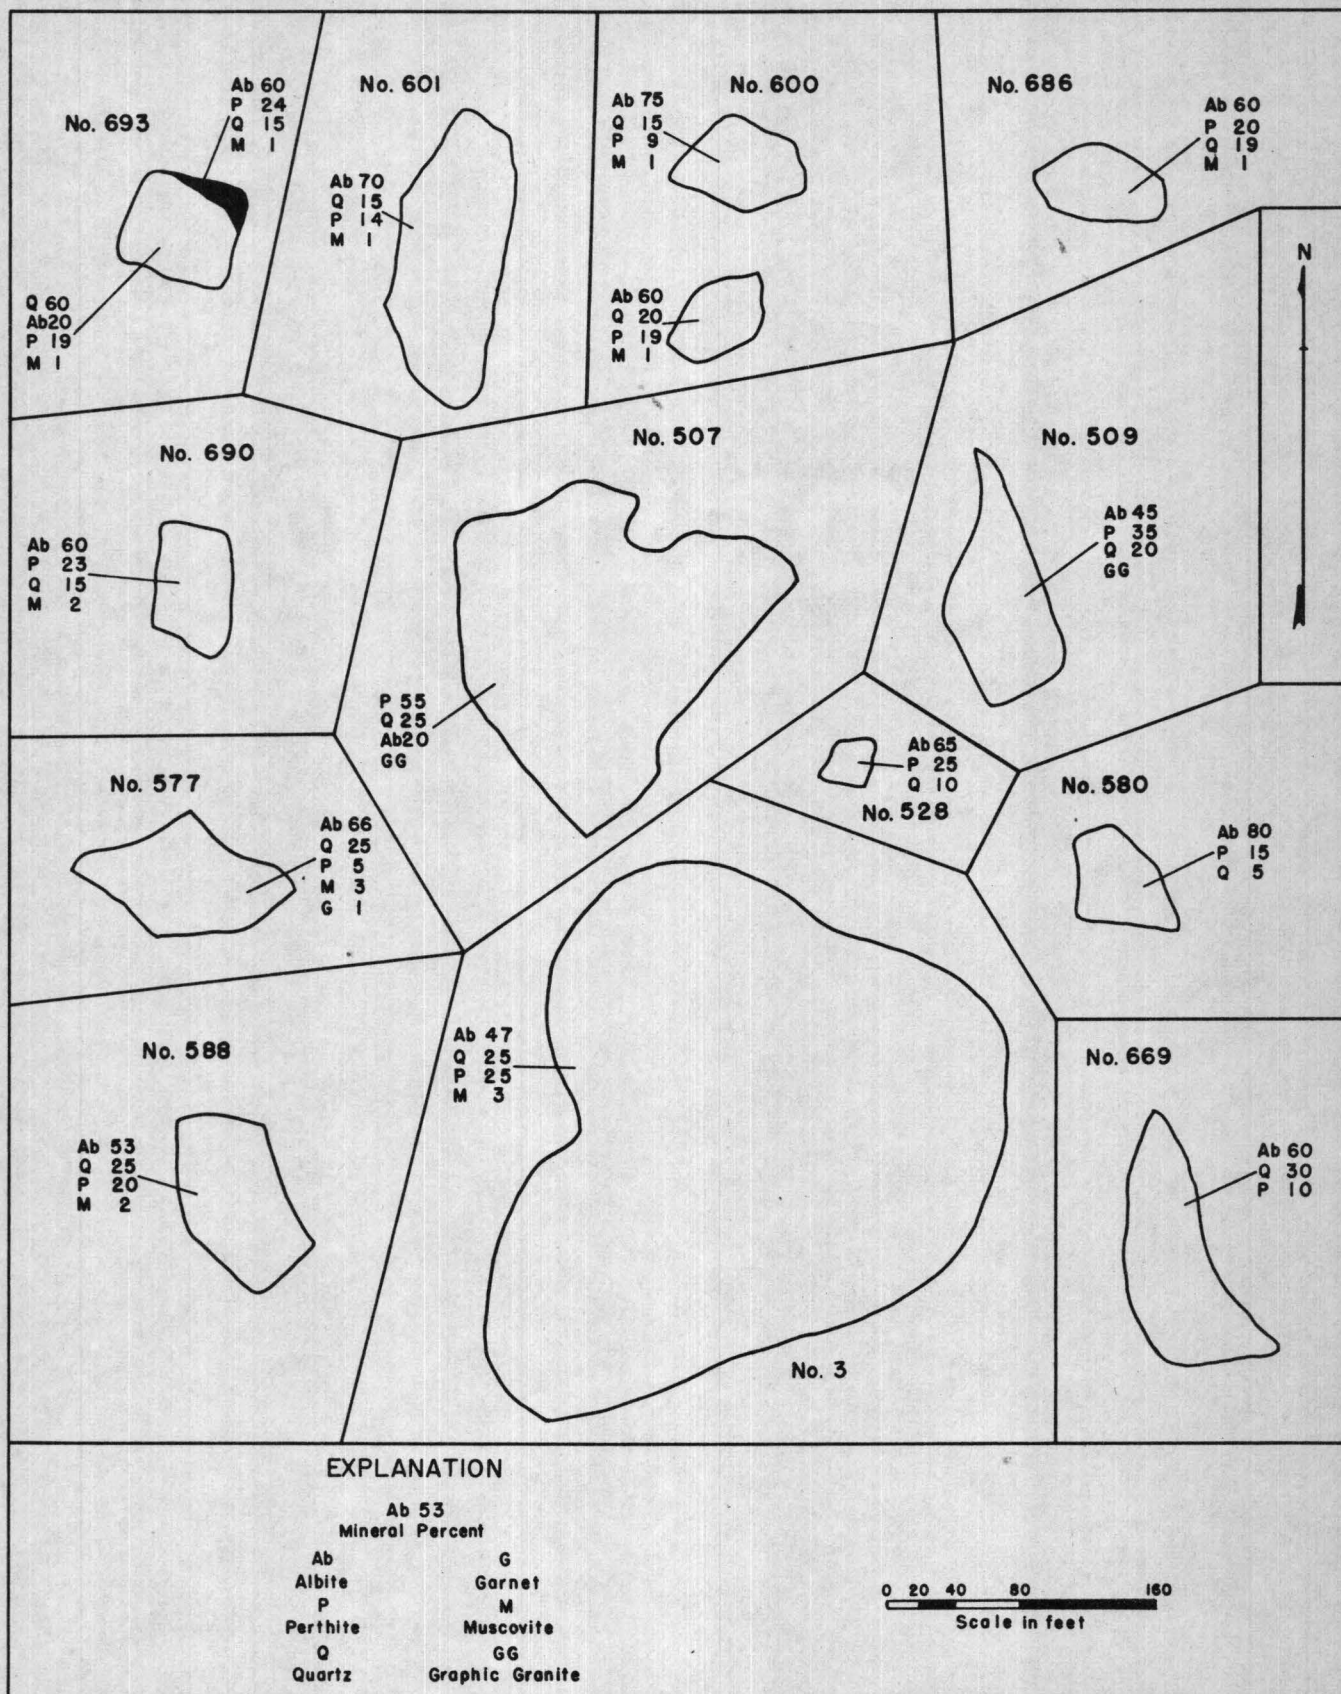 No. 693
Ab 60
P 24
Q 15
M 1
Q 60
Ab20
P 19
M 1
No. 601
Ab 70
Q 15
P 14
M 1
No. 600
Ab 75
Q 15
P 9
M 1
Ab 60
Q 20
P 19
M 1
No. 686
Ab 60
P 20
Q 19
M 1
N
No. 690
Ab 60
P 23
Q 15
M 2
No. 507
P 55
Q 25
Ab20
GG
No. 509
Ab 45
P 35
Q 20
GG
No. 577
Ab 66
Q 25
P 5
M 3
G 1
Ab 65
P 25
Q 10
No. 528
No. 580
Ab 80
P 15
Q 5
No. 588
Ab 53
Q 25
P 20
M 2
Ab 47
Q 25
P 25
M 3
No. 3
No. 669
Ab 60
Q 30
P 10
EXPLANATION
Ab 53
Mineral Percent
Ab G
Albite Garnet
P M
Perthite Muscovite
Q GG
Quartz Graphic Granite
0 20 40 80 160
Scale in feet